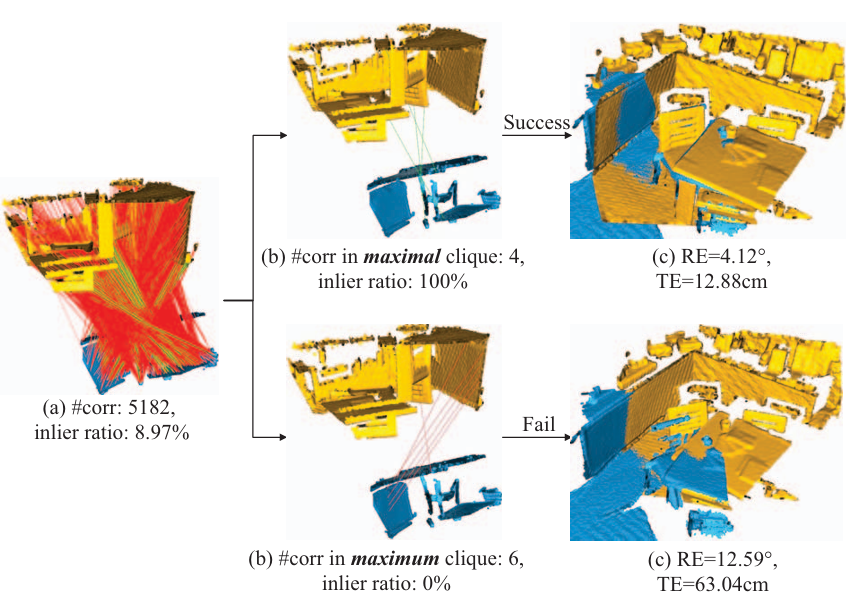 Success
(b) #corr in maximal clique: 4,
inlier ratio: 100%
(c) RE=4.12°,
TE=12.88cm
(a) #corr: 5182,
inlier ratio: 8.97%
Fail
(b) #corr in maximum clique: 6,
inlier ratio: 0%
(c) RE=12.59°,
TE=63.04cm